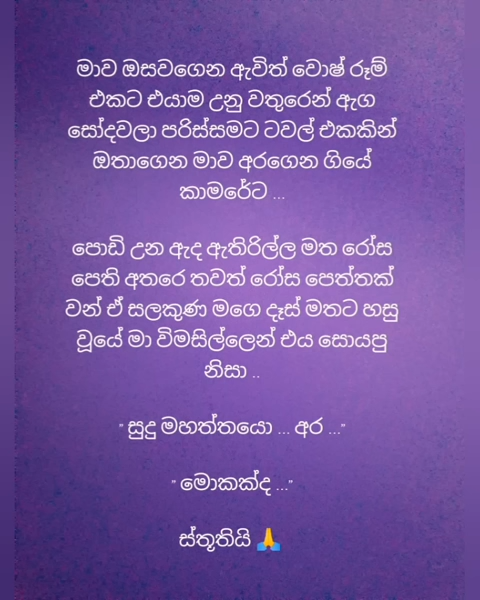 මාව ඔසවගෙන ඇවිත් වොෂ් රූම්
එකට එයාම උනු වතුරෙන් ඇග
සෝදවලා පරිස්සමට ටවල් එකකින්
ඔතාගෙන මාව අරගෙන ගියේ
කාමරේට ...
පොඩි උන ඇද ඇතිරිල්ල මත රෝස
පෙති අතරෙ තවත් රෝස පෙත්තක්
වන් ඒ සලකුණ මගෙ දෑස් මතට හසු
වූයේ මා විමසිල්ලෙන් එය සොයපු
නිසා ..
" සුදු මහත්තයො ... අර ..."
" මොකක්ද ..."
ස්තූතියි 🙏